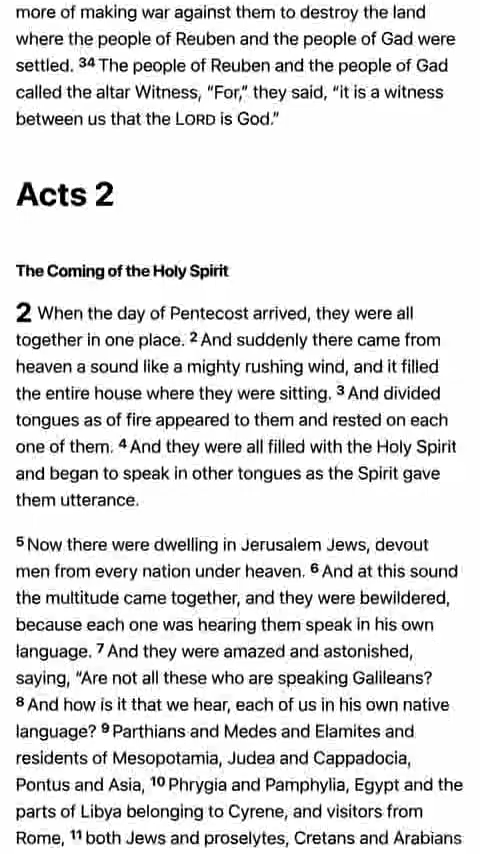 more of making war against them to destroy the land
where the people of Reuben and the people of Gad were
settled. 34 The people of Reuben and the people of Gad
called the altar Witness, “For,” they said, “it is a witness
between us that the LORD is God.”
Acts 2
The Coming of the Holy Spirit
2 When the day of Pentecost arrived, they were all
together in one place. 2 And suddenly there came from
heaven a sound like a mighty rushing wind, and it filled
the entire house where they were sitting. 3 And divided
tongues as of fire appeared to them and rested on each
one of them. 4 And they were all filled with the Holy Spirit
and began to speak in other tongues as the Spirit gave
them utterance.
5 Now there were dwelling in Jerusalem Jews, devout
men from every nation under heaven. 6 And at this sound
the multitude came together, and they were bewildered,
because each one was hearing them speak in his own
language. 7 And they were amazed and astonished,
saying, “Are not all these who are speaking Galileans?
8 And how is it that we hear, each of us in his own native
language? 9 Parthians and Medes and Elamites and
residents of Mesopotamia, Judea and Cappadocia,
Pontus and Asia, 10 Phrygia and Pamphylia, Egypt and the
parts of Libya belonging to Cyrene, and visitors from
Rome, 11 both Jews and proselytes, Cretans and Arabians